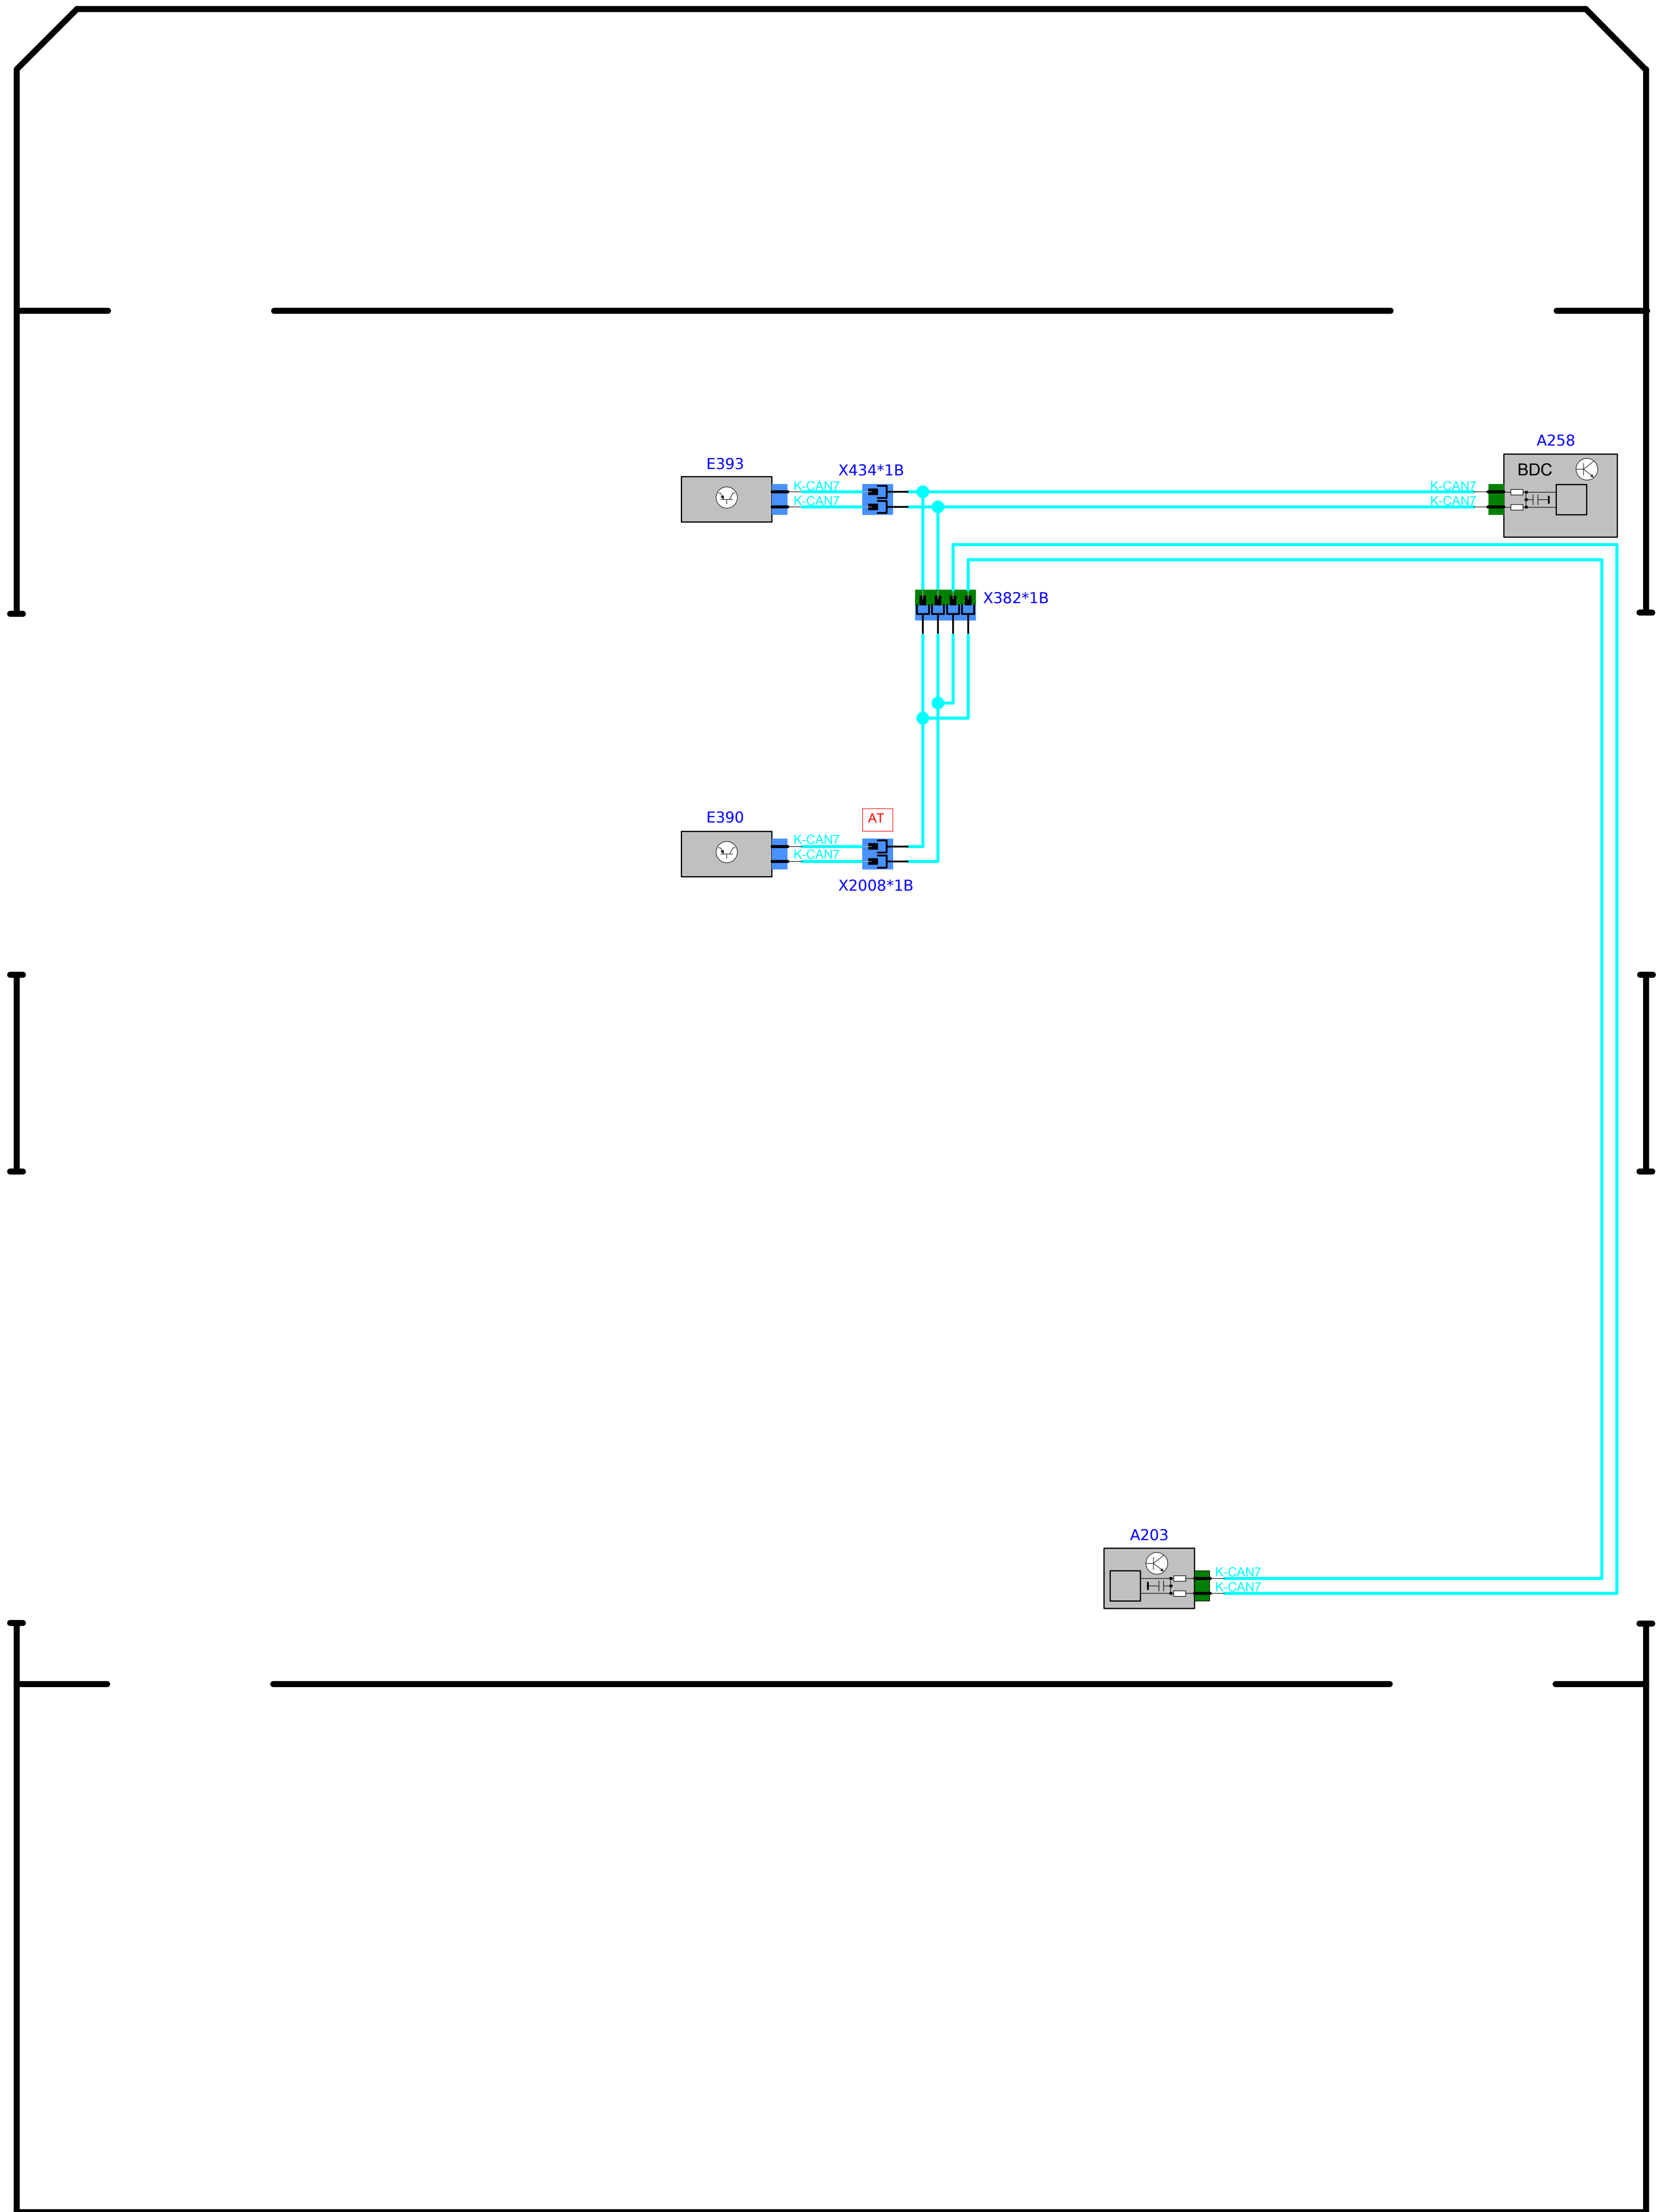 A258
E393
X434*1B
BDC
K-CAN7
K-CAN7
K-CAN7
K-CAN7
X382*1B
E390
AT
K-CAN7
K-CAN7
X2008*1B
A203
K-CAN7
K-CAN7